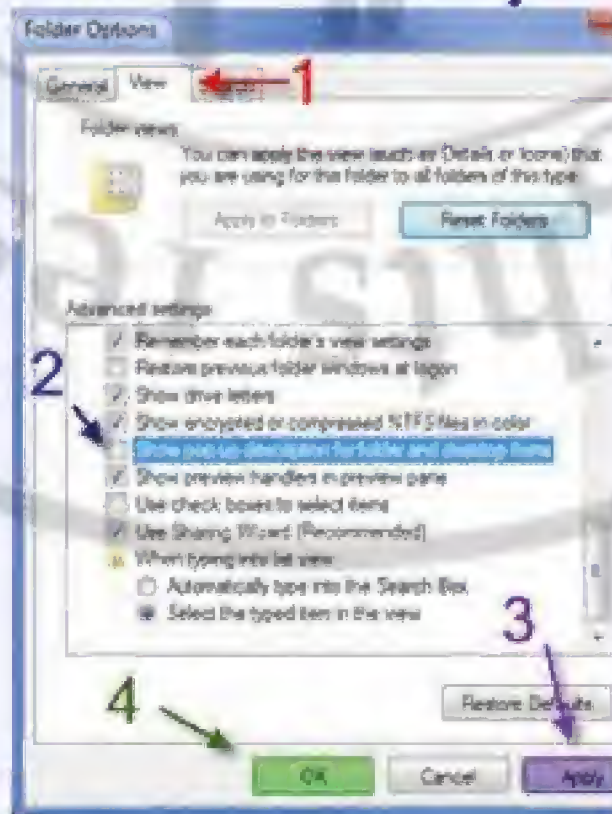 Folder Options
General View
1
Folder views
You can apply the view (such as Details or Icons) that
you are using for this folder to all folders of this type
Apply to Folders Reset Folders
Advanced settings
Remember each folder's view settings
Restore previous folder windows at logon
2
Show drive letters
Show encrypted or compressed NTFS files in color
Show pop-up description for folder and desktop items
Show preview handlers in preview pane
Use check boxes to select items
Use Sharing Wizard (Recommended)
When typing into list view
Automatically type into the Search Box
Select the typed item in the view
3
4
Restore Defaults
OK Cancel Apply